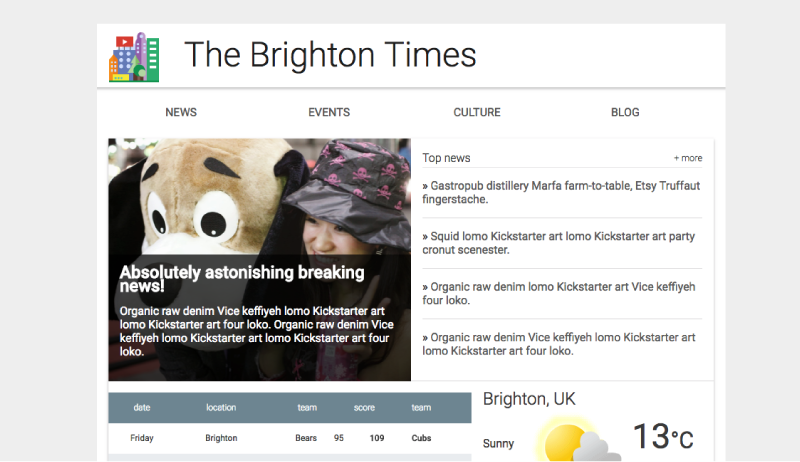 The Brighton Times
NEWS EVENTS CULTURE BLOG
Absolutely astonishing breaking
news!
Organic raw denim Vice keffiyeh lomo Kickstarter art
lomo Kickstarter art four loko. Organic raw denim Vice
keffiyeh lomo Kickstarter art lomo Kickstarter art four
loko.
Top news + more
» Gastropub distillery Marfa farm-to-table, Etsy Truffaut
fingerstache.
» Squid lomo Kickstarter art lomo Kickstarter art party
cronut scenester.
» Organic raw denim lomo Kickstarter art Vice keffiyeh
four loko.
» Organic raw denim Vice keffiyeh lomo Kickstarter art
lomo Kickstarter art four loko.
date location team score team
Friday Brighton Bears 95 109 Cubs
Brighton, UK
Sunny 13°C